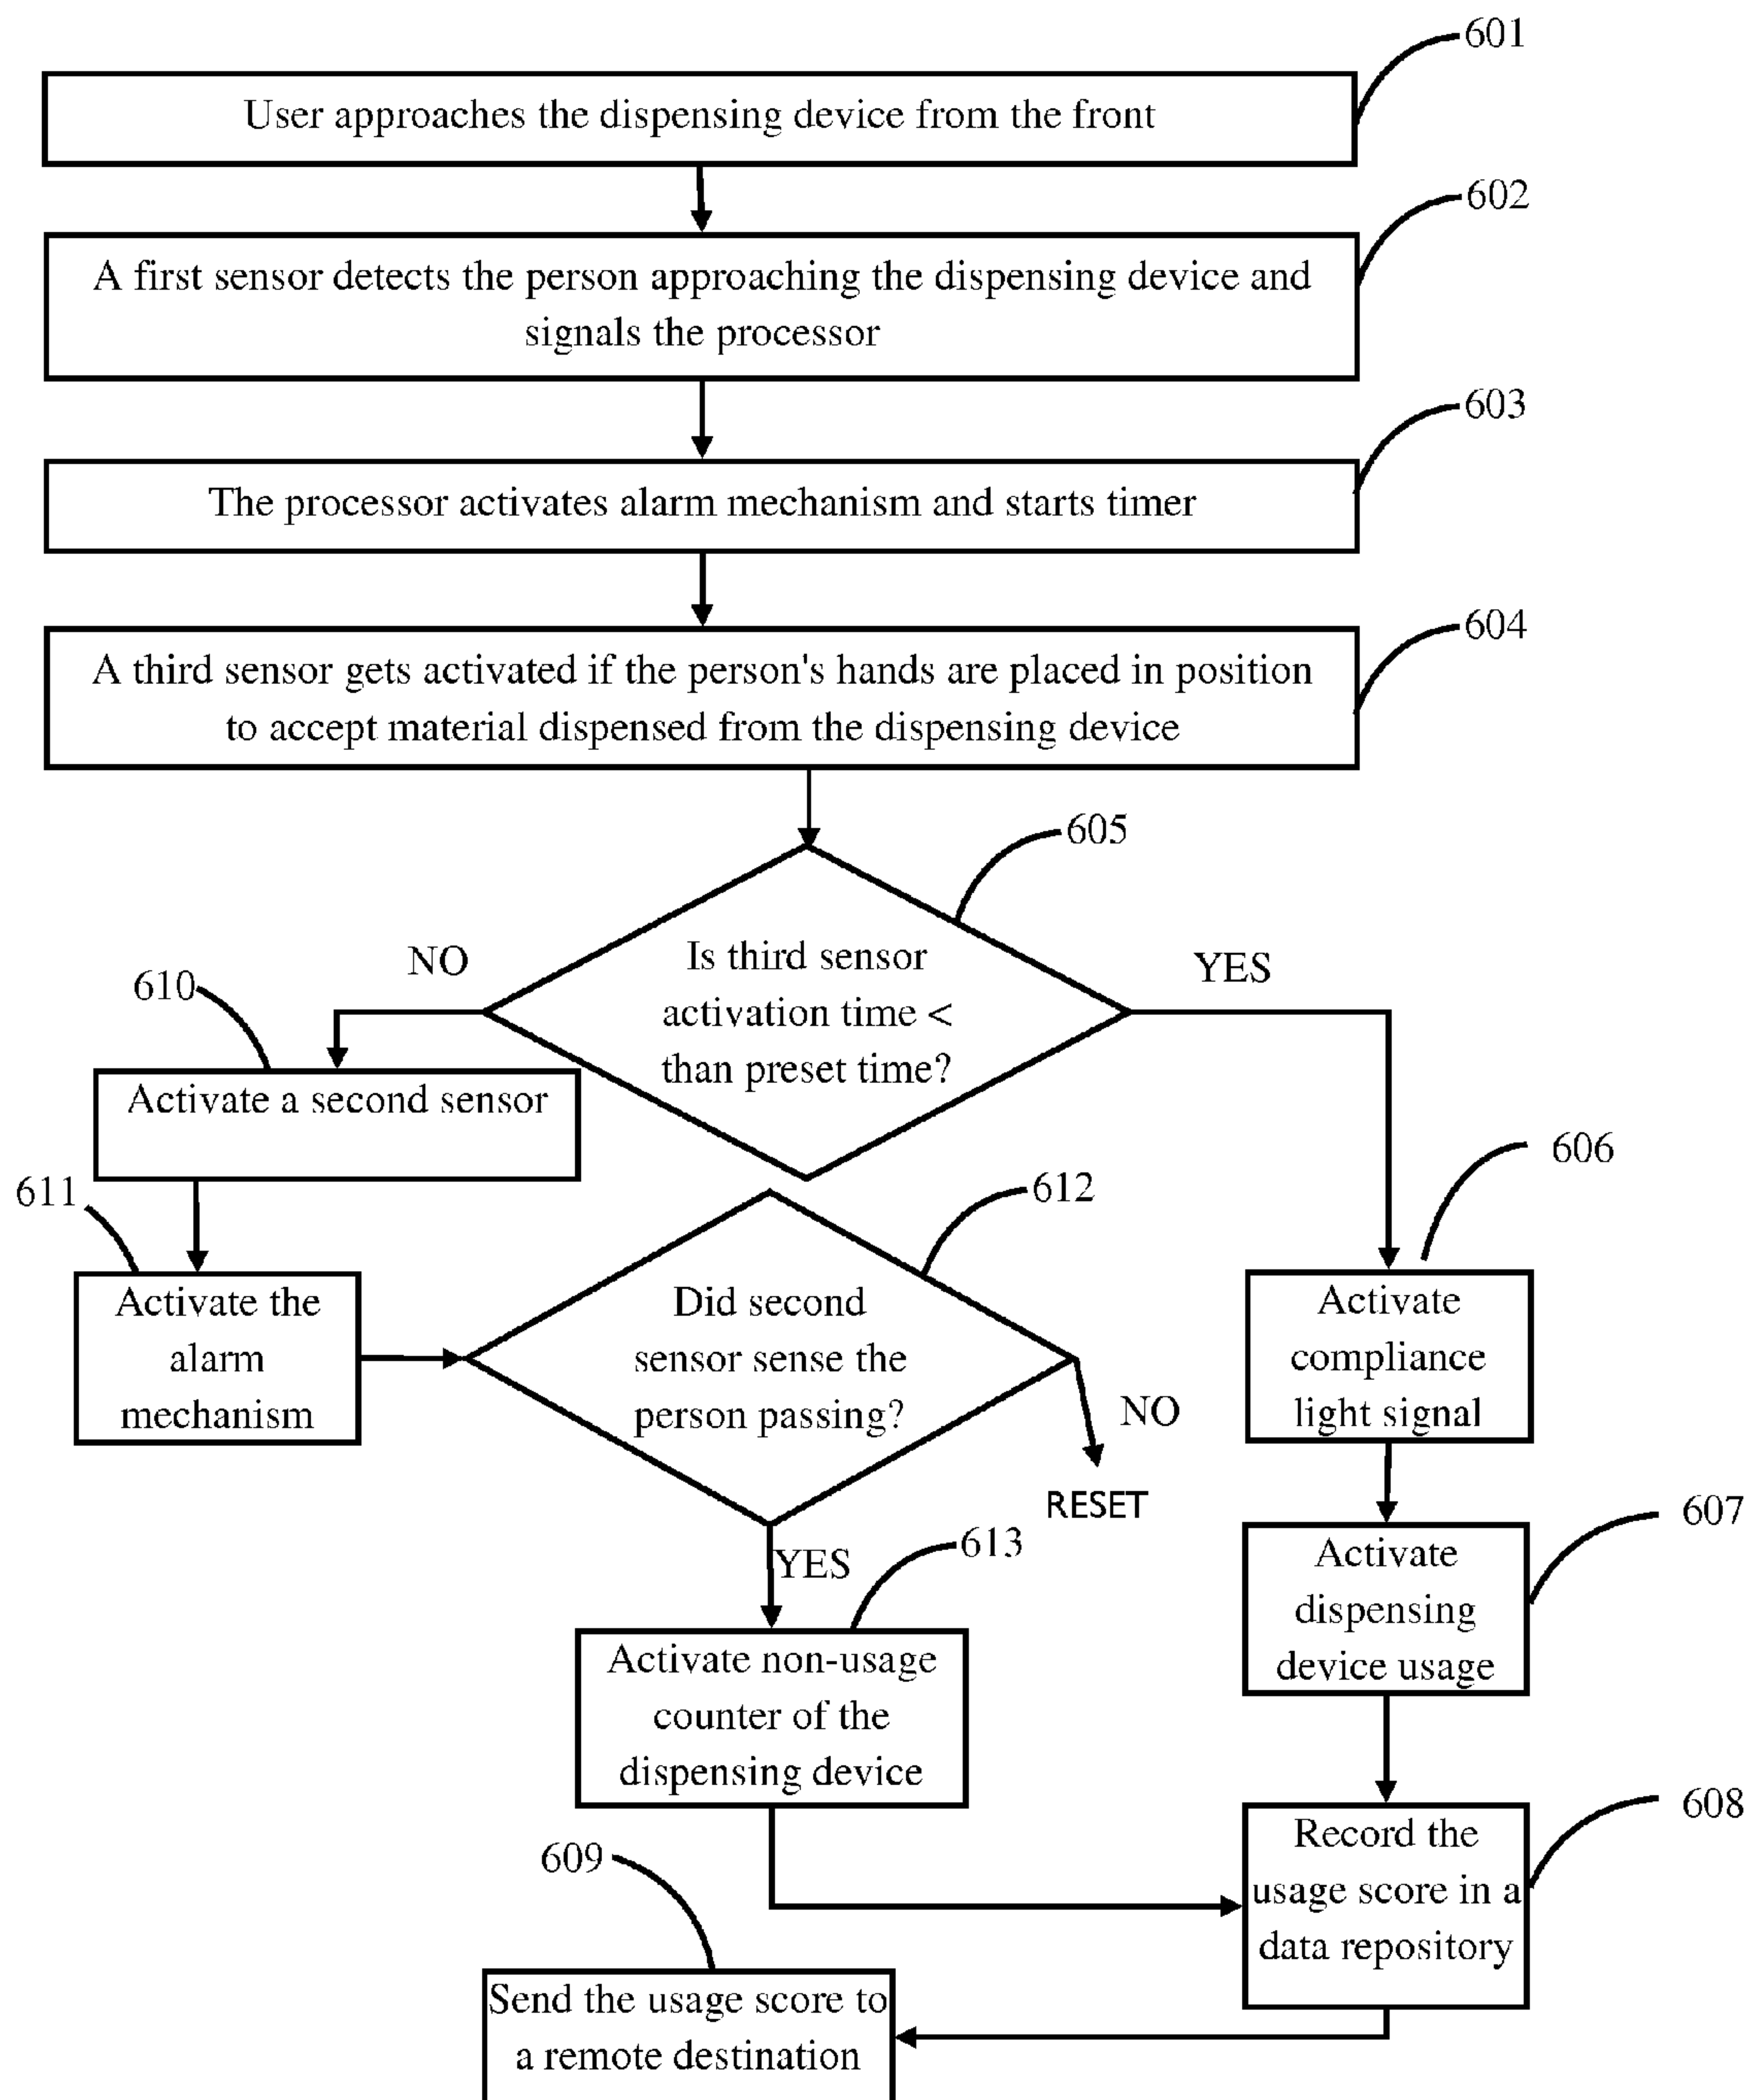 601
User approaches the dispensing device from the front
602
A first sensor detects the person approaching the dispensing device and
signals the processor
603
The processor activates alarm mechanism and starts timer
604
A third sensor gets activated if the person's hands are placed in position
to accept material dispensed from the dispensing device
605
Is third sensor
activation time <
than preset time?
NO
YES
610
Activate a second sensor
611
Activate the
alarm
mechanism
612
Did second
sensor sense the
person passing?
NO
RESET
YES
606
Activate
compliance
light signal
607
Activate
dispensing
device usage
613
Activate non-usage
counter of the
dispensing device
608
Record the
usage score in a
data repository
609
Send the usage score to
a remote destination